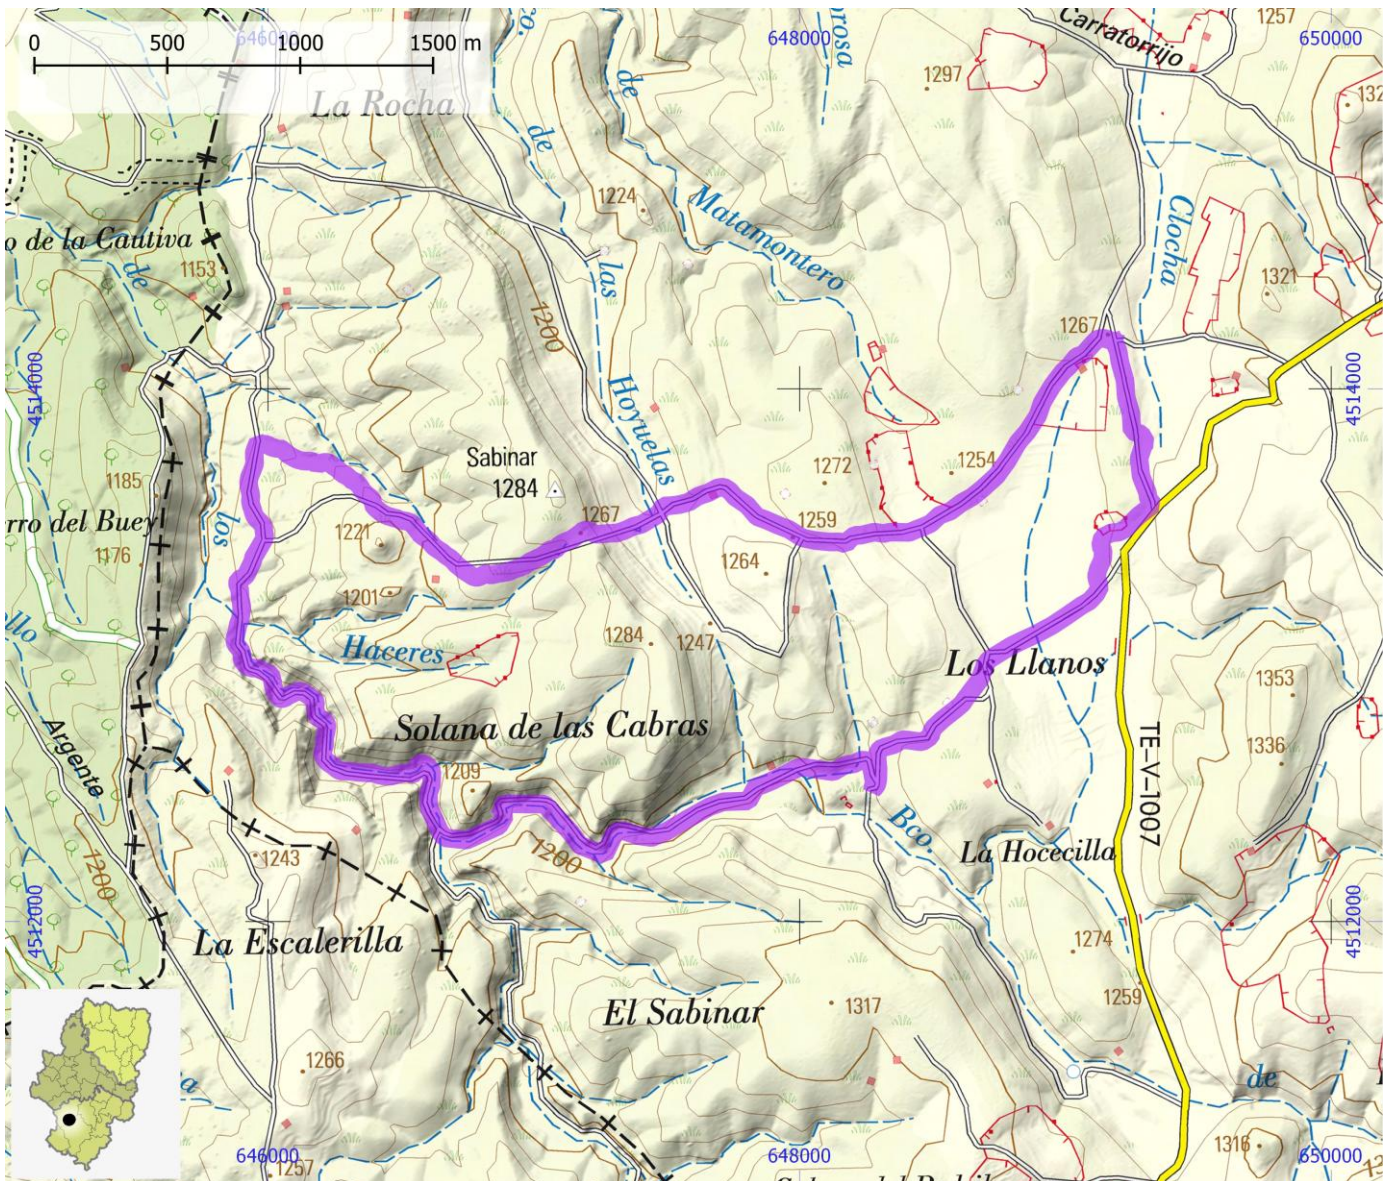 0 500 1000 1500 m
646000
648000
650000
Carratorrijo
1257
1297
La Rocha
co.
de
de
las
Hoyuelas
1224
Matamontero
Clocha
o de la Cautiva
de
1153
1321
1200
1267
4514000
4514000
Sabinar
1284
1272
1254
1185
los
1267
1259
rro del Buey
1221
1176
1264
1201
Haceres
1284
1247
Los Llanos
1353
Solana de las Cabras
Argente
1336
TE-V-1007
1209
1200
Bco.
La Hocecilla
1243
1200
4512000
4512000
La Escalerilla
1274
1259
El Sabinar
1317
1266
de
1316
646000
648000
650000
1257